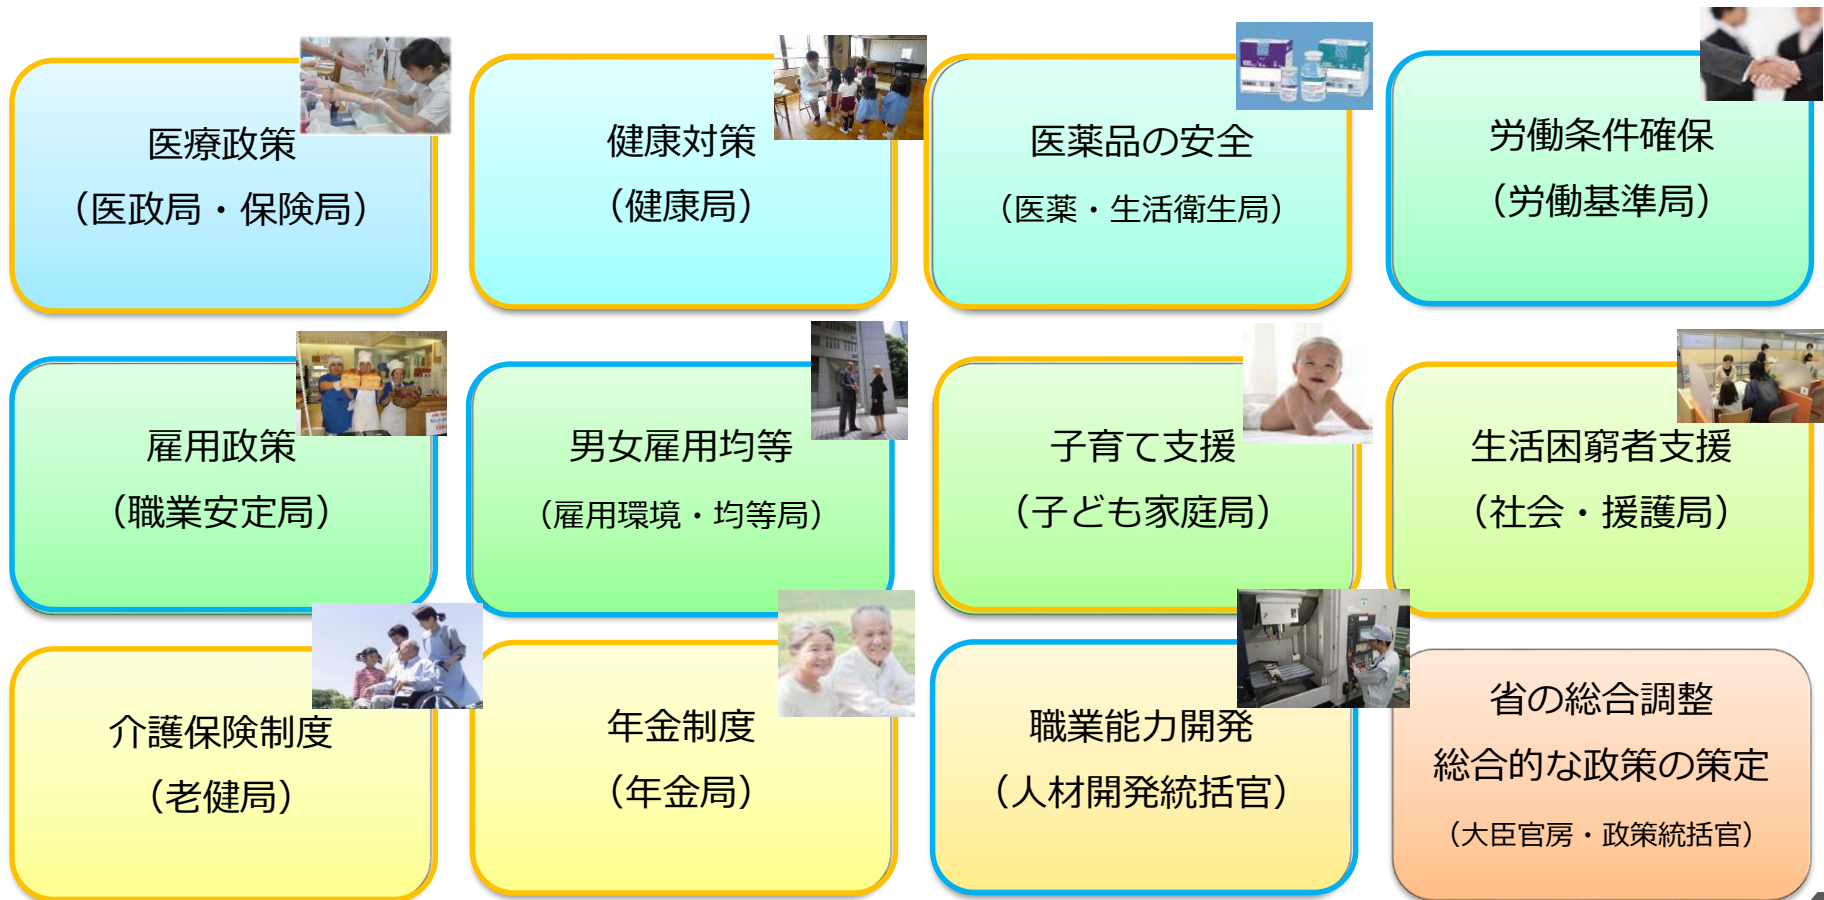 医療政策
（医政局・保険局）
健康対策
（健康局）
医薬品の安全
（医薬・生活衛生局）
労働条件確保
（労働基準局）
雇用政策
（職業安定局）
男女雇用均等
（雇用環境・均等局）
子育て支援
（子ども家庭局）
生活困窮者支援
（社会・援護局）
介護保険制度
（老健局）
年金制度
（年金局）
職業能力開発
（人材開発統括官）
省の総合調整
総合的な政策の策定
（大臣官房・政策統括官）